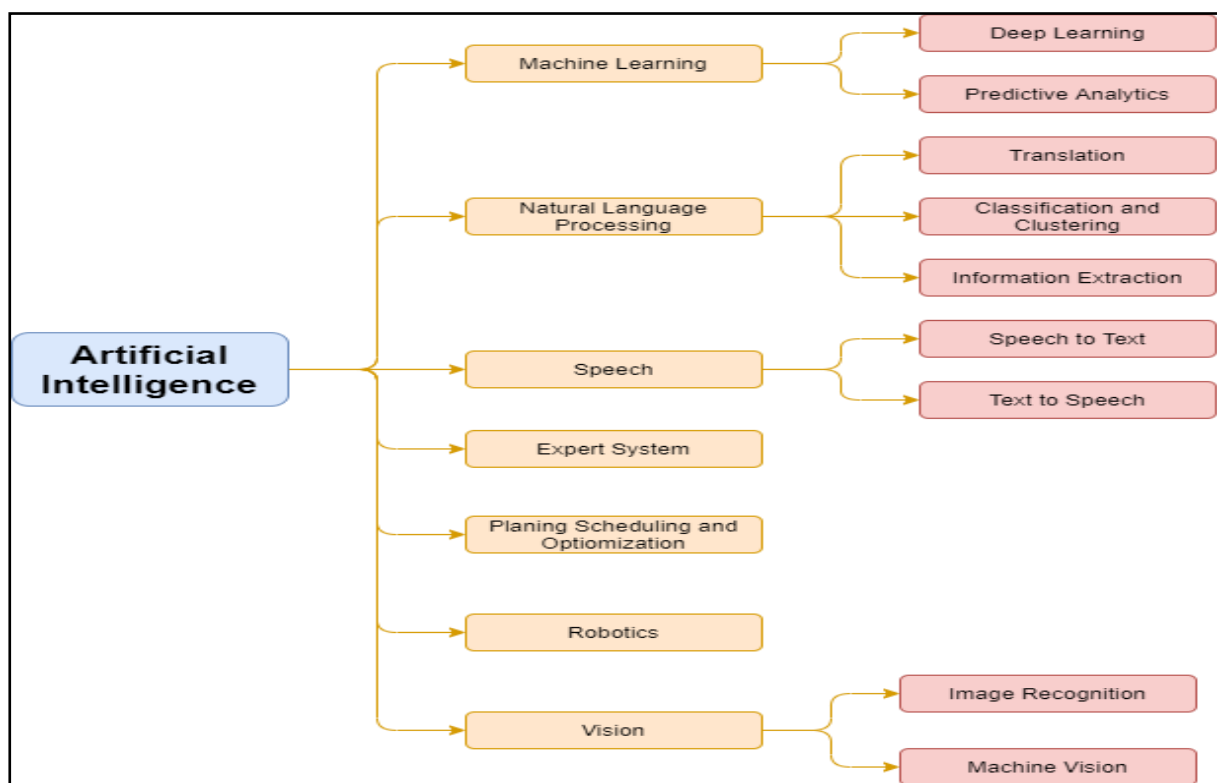 Deep Learning
Machine Learning
Predictive Analytics
Translation
Natural Language
Processing
Classification and
Clustering
Information Extraction
Artificial
Intelligence
Speech
Speech to Text
Text to Speech
Expert System
Planing Scheduling and
Optiomization
Robotics
Vision
Image Recognition
Machine Vision